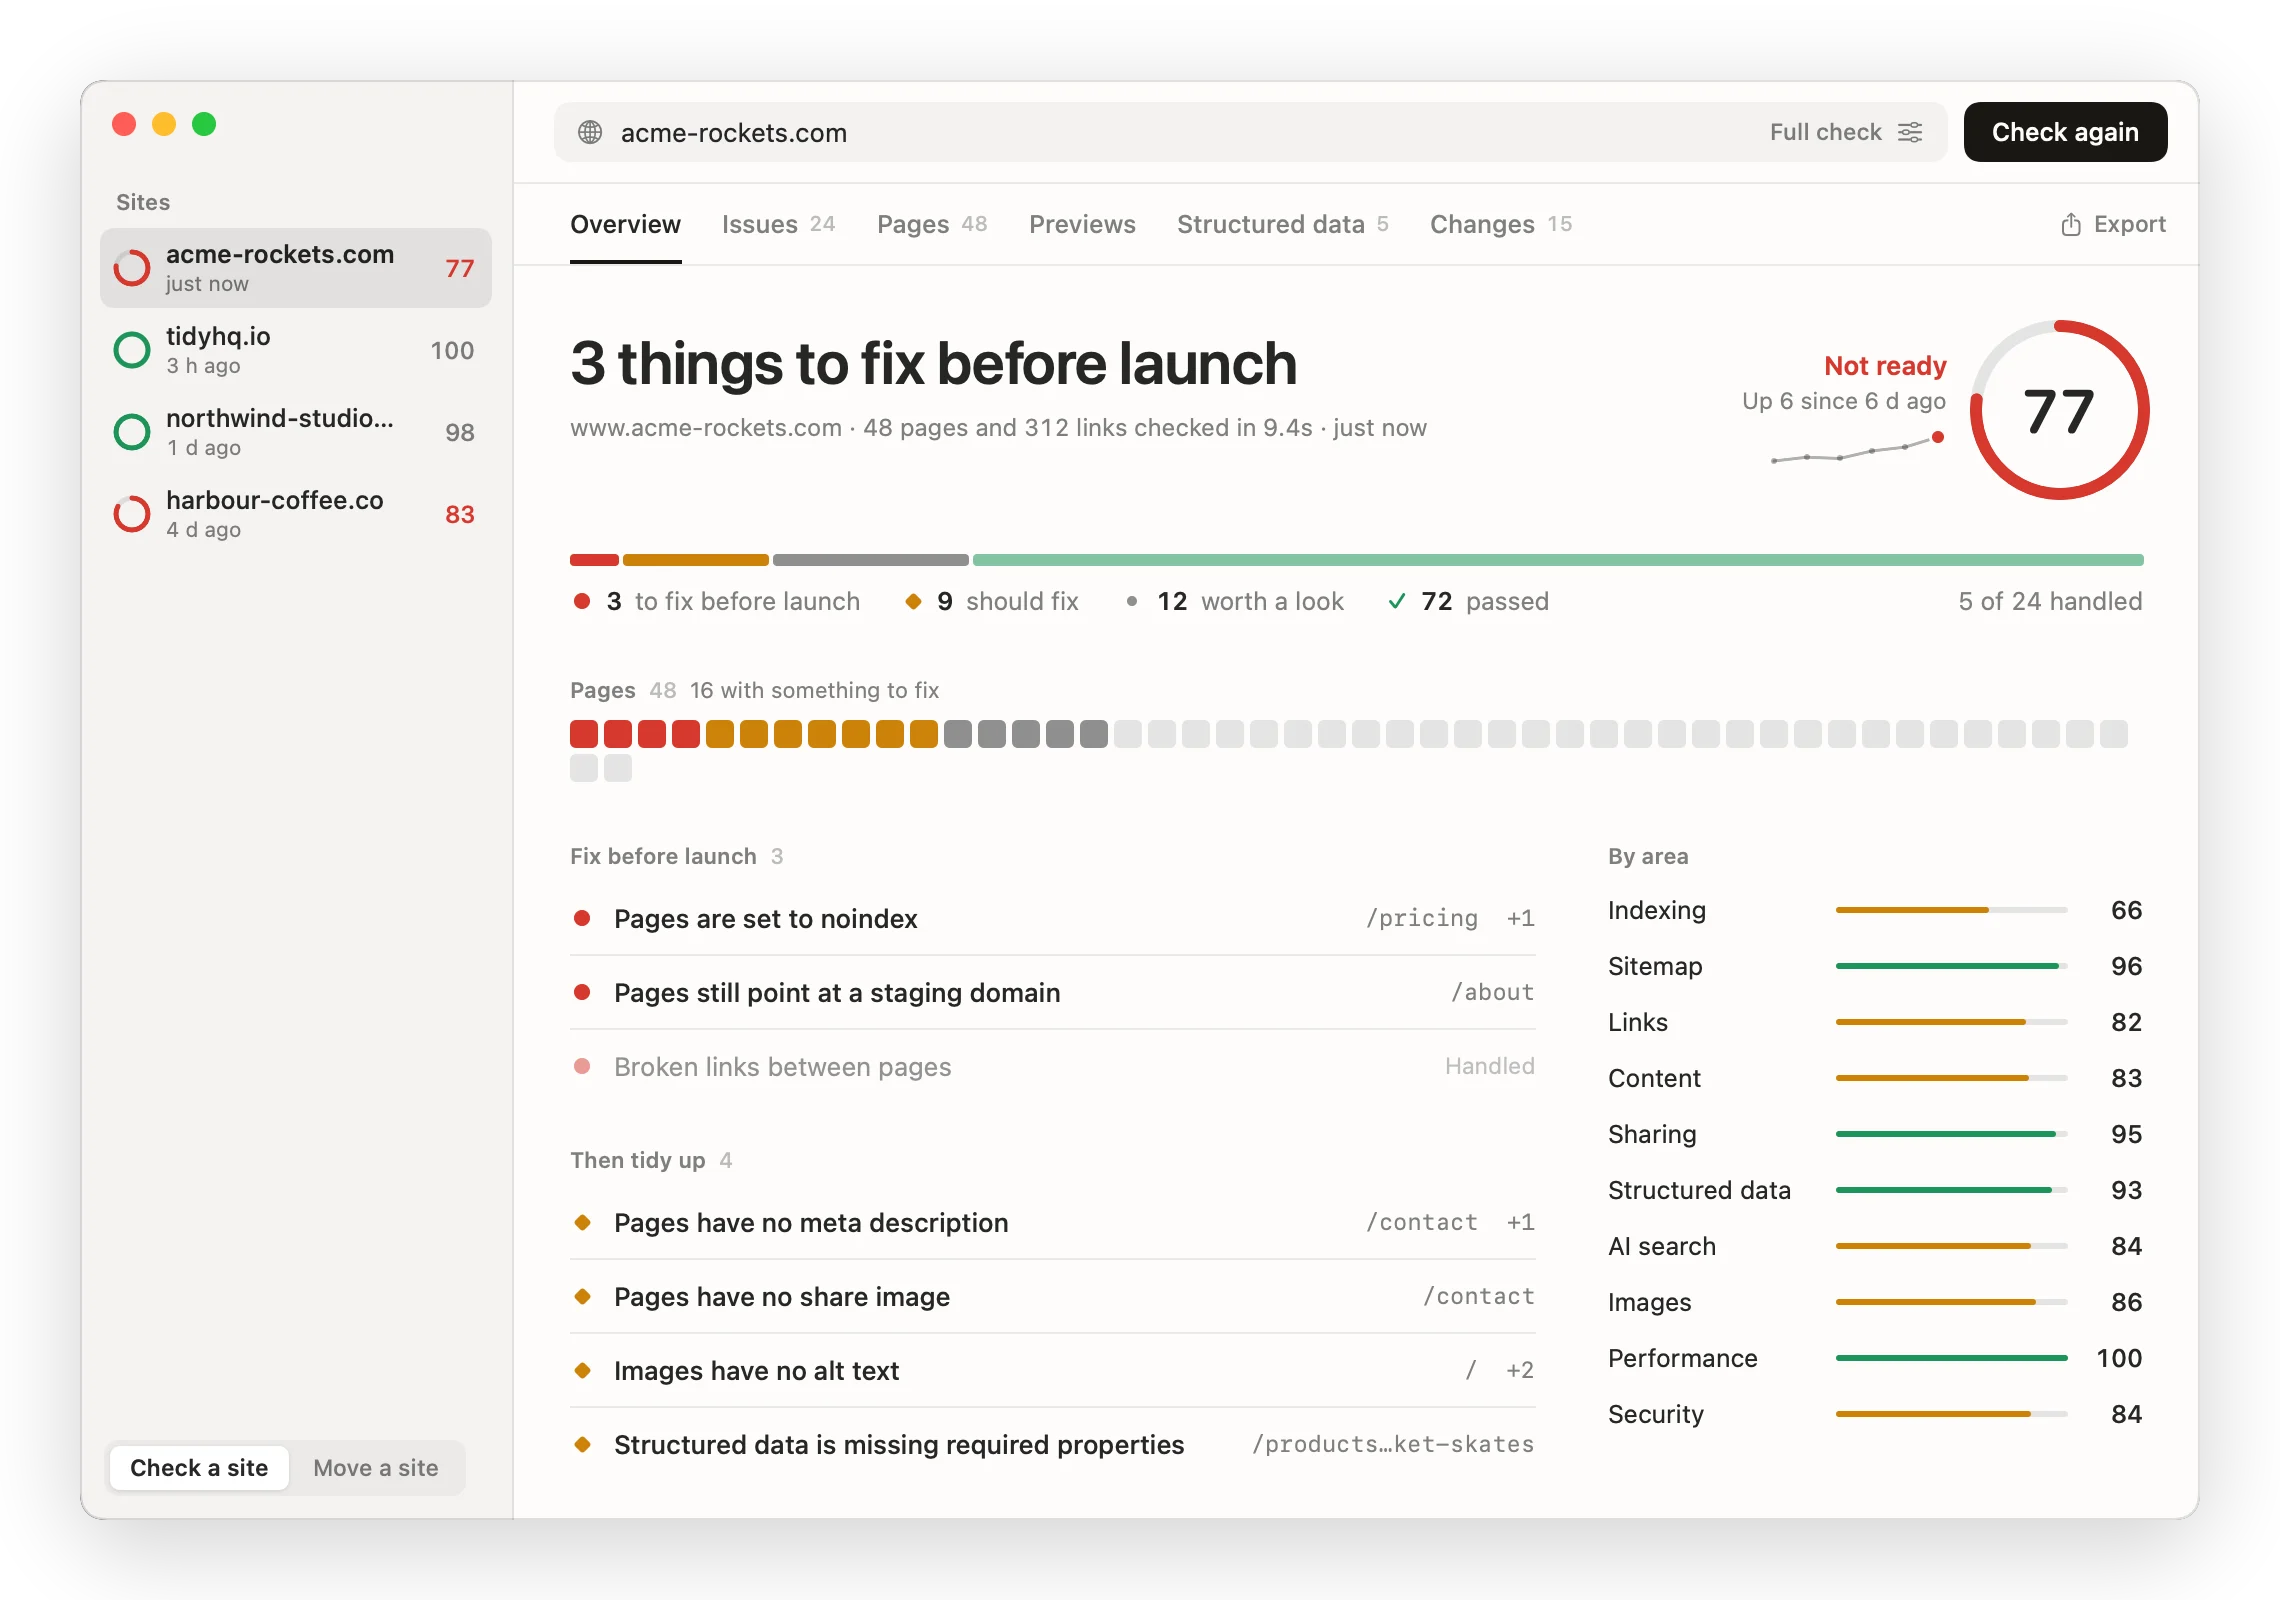 acme-rockets.com
Full check
Check again
Sites
acme-rockets.com
just now
77
tidyhq.io
3 h ago
100
northwind-studio...
1 d ago
98
harbour-coffee.co
4 d ago
83
Check a site
Move a site
Overview
Issues 24
Pages 48
Previews
Structured data 5
Changes 15
Export
3 things to fix before launch
www.acme-rockets.com · 48 pages and 312 links checked in 9.4s · just now
Not ready
Up 6 since 6 d ago
77
3 to fix before launch
9 should fix
12 worth a look
72 passed
5 of 24 handled
Pages 48 16 with something to fix
Fix before launch 3
Pages are set to noindex /pricing +1
Pages still point at a staging domain /about
Broken links between pages Handled
Then tidy up 4
Pages have no meta description /contact +1
Pages have no share image /contact
Images have no alt text / +2
Structured data is missing required properties /products…ket-skates
By area
Indexing 66
Sitemap 96
Links 82
Content 83
Sharing 95
Structured data 93
AI search 84
Images 86
Performance 100
Security 84